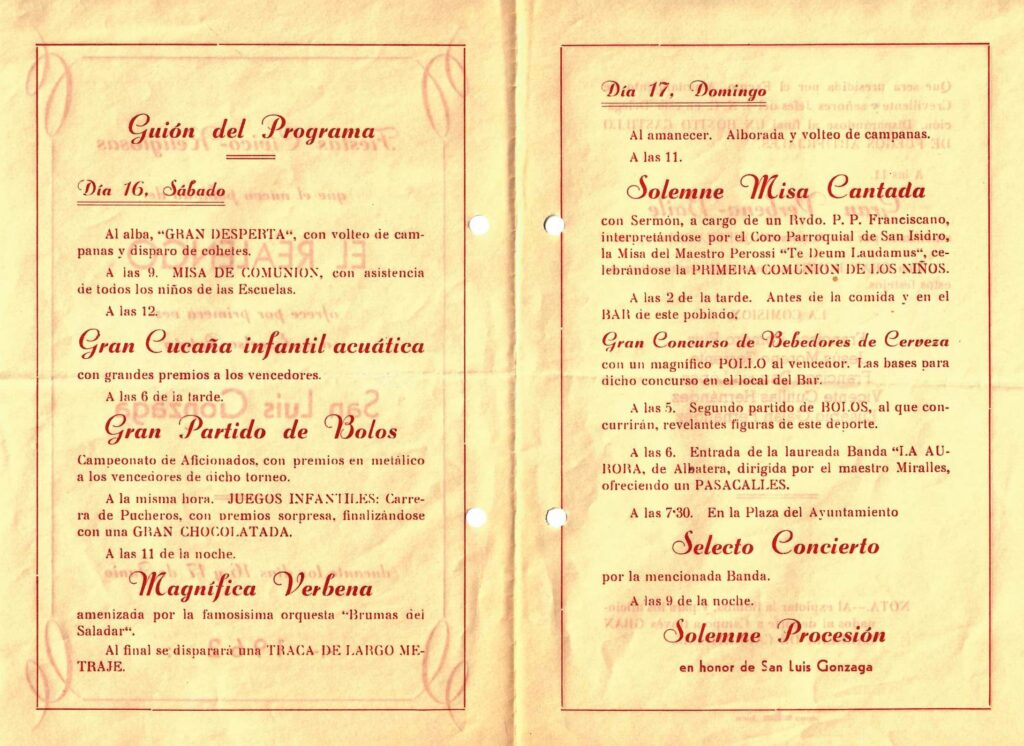 Guión del Programa
Día 16, Sábado
Al alba, "GRAN DESPERTA", con volteo de cam-
panas y disparo de cohetes.
A las 9. MISA DE COMUNION, con asistencia
de todos los niños de las Escuelas.
A las 12.
Gran Cucaña infantil acuática
con grandes premios a los vencedores.
A las 6 de la tarde.
Gran Partido de Bolos
Campeonato de Aficionados, con premios en metálico
a los vencedores de dicho torneo.
A la misma hora. JUEGOS INFANTILES: Carre-
ra de Pucheros, con premios sorpresa, finalizándose
con una GRAN CHOCOLATADA.
A las 11 de la noche.
Magnífica Verbena
amenizada por la famosisima orquesta "Brumas del
Saladar".
Al final se disparará una TRACA DE LARGO ME-
TRAJE.
Día 17, Domingo
Al amanecer. Alborada y volteo de campanas.
A las 11.
Solemne Misa Cantada
con Sermón, a cargo de un Rvdo. P. P. Franciscano,
interpretándose por el Coro Parroquial de San Isidro,
la Misa del Maestro Perossi "Te Deum Laudamus", ce-
lebrándose la PRIMERA COMUNION DE LOS NIÑOS.
A las 2 de la tarde. Antes de la comida y en el
BAR de este poblado.
Gran Concurso de Bebedores de Cerveza
con un magnífico POLLO al vencedor. Las bases para
dicho concurso en el local del Bar.
A las 5. Segundo partido de BOLOS, al que con-
currirán, revelantes figuras de este deporte.
A las 6. Entrada de la laureada Banda "LA AU-
RORA, de Albatera, dirigida por el maestro Miralles,
ofreciendo un PASACALLES.
A las 7'30. En la Plaza del Ayuntamiento
Selecto Concierto
por la mencionada Banda.
A las 9 de la noche.
Solemne Procesión
en honor de San Luis Gonzaga